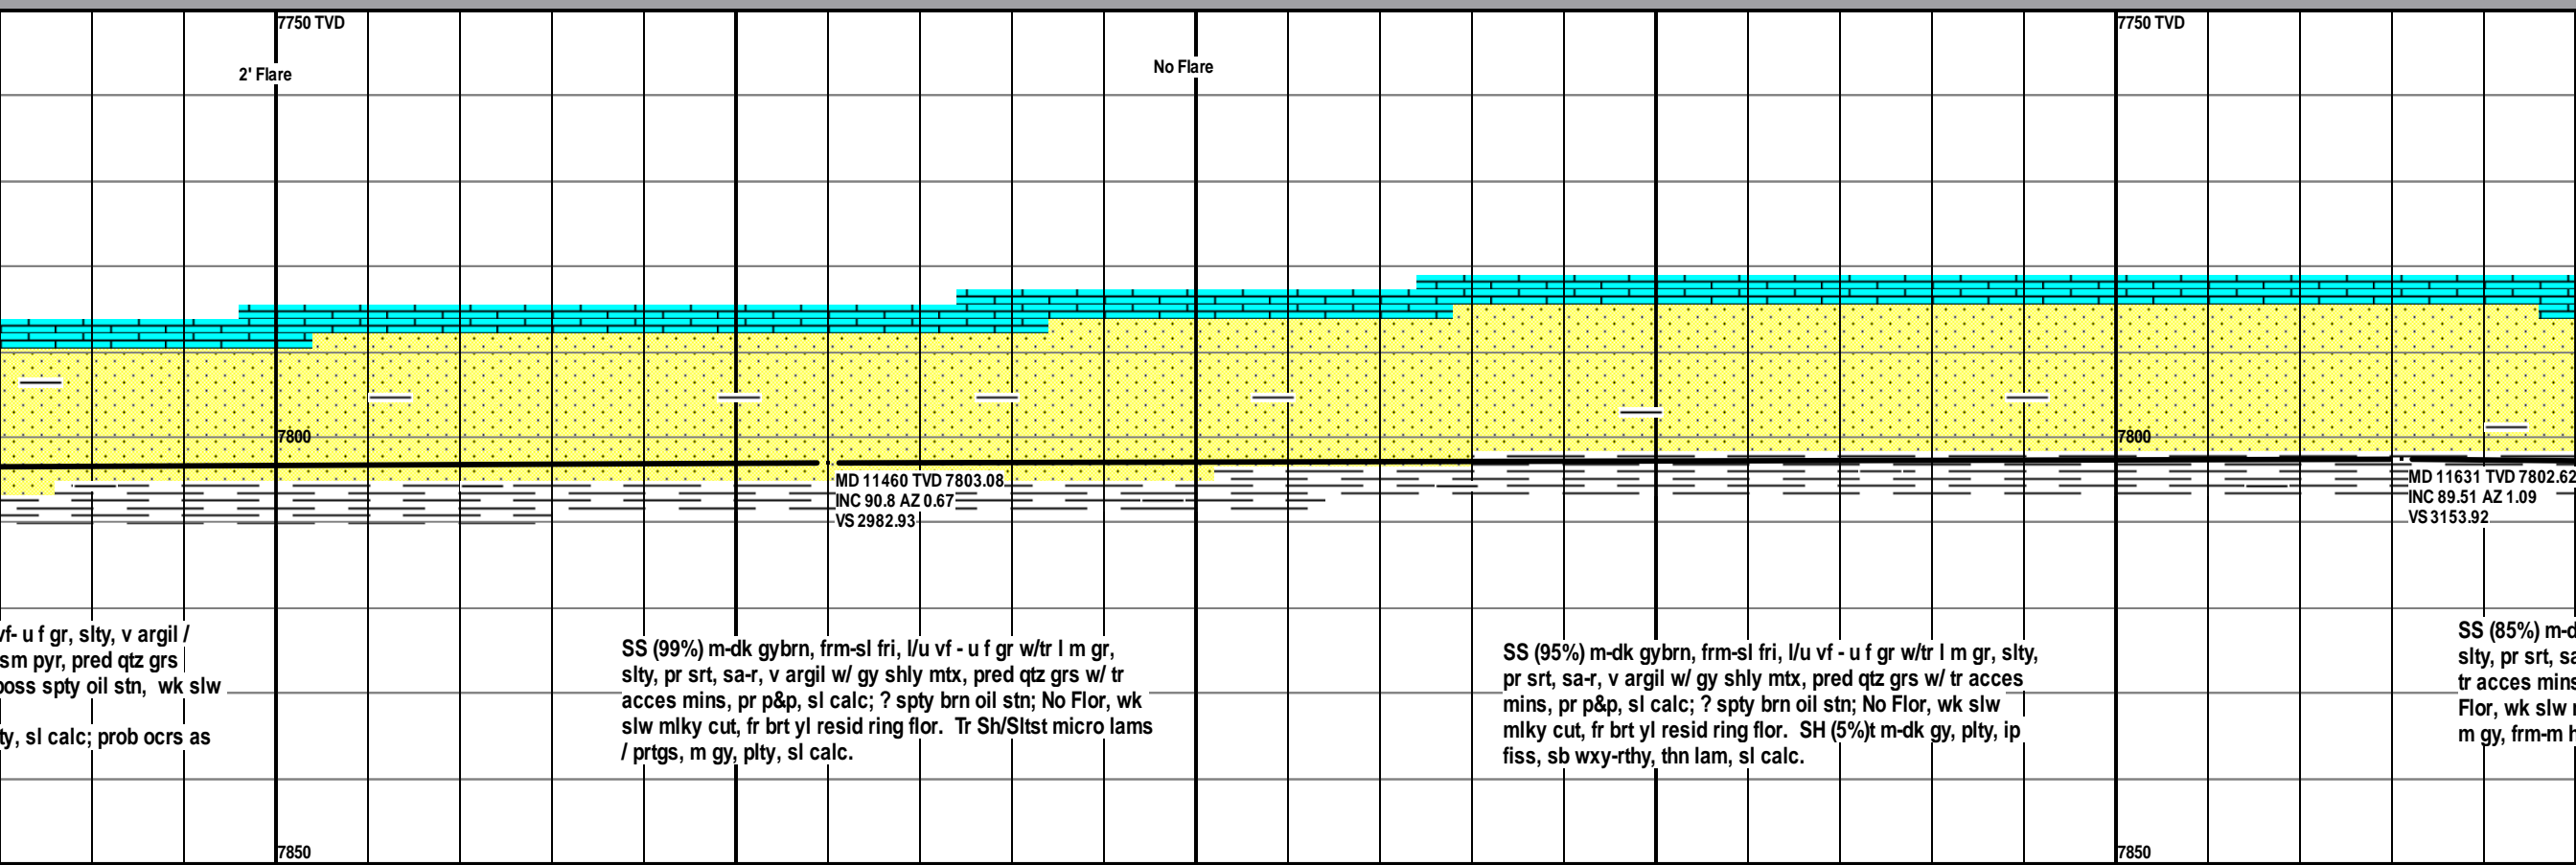 7750 TVD
7750 TVD
2' Flare
No Flare
7800
7800
MD 11460 TVD 7803.08
INC 90.8 AZ 0.67
VS 2982.93
MD 11631 TVD 7802.62
INC 89.51 AZ 1.09
VS 3153.92
vf- u f gr, slty, v argil /
sm pyr, pred qtz grs
poss spty oil stn, wk slw
ty, sl calc; prob ocrs as
SS (99%) m-dk gybrn, frm-sl fri, l/u vf - u f gr w/tr l m gr,
slty, pr srt, sa-r, v argil w/ gy shly mtx, pred qtz grs w/ tr
acces mins, pr p&p, sl calc; ? spty brn oil stn; No Flor, wk
slw mlky cut, fr brt yl resid ring flor. Tr Sh/Sltst micro lams
/ prtgs, m gy, plty, sl calc.
SS (95%) m-dk gybrn, frm-sl fri, l/u vf - u f gr w/tr l m gr, slty,
pr srt, sa-r, v argil w/ gy shly mtx, pred qtz grs w/ tr acces
mins, pr p&p, sl calc; ? spty brn oil stn; No Flor, wk slw
mlky cut, fr brt yl resid ring flor. SH (5%)t m-dk gy, plty, ip
fiss, sb wxy-rthy, thn lam, sl calc.
SS (85%) m-d
slty, pr srt, sa
tr acces mins
Flor, wk slw
m gy, frm-m h
7850
7850